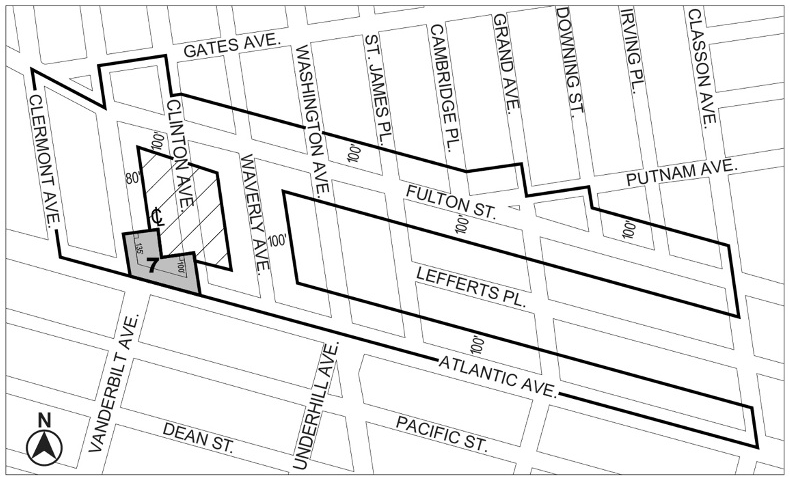 GATES AVE.
CLERMONT AVE.
CLINTON AVE.
WAVERLY AVE.
WASHINGTON AVE.
ST. JAMES PL.
CAMBRIDGE PL.
GRAND AVE.
DOWNING ST.
IRVING PL.
CLASSON AVE.
100'
100'
80'
PUTNAM AVE.
FULTON ST.
100'
100'
℄
100'
135'
7
100'
LEFFERTS PL.
100'
ATLANTIC AVE.
VANDERBILT AVE.
UNDERHILL AVE.
DEAN ST.
PACIFIC ST.
N